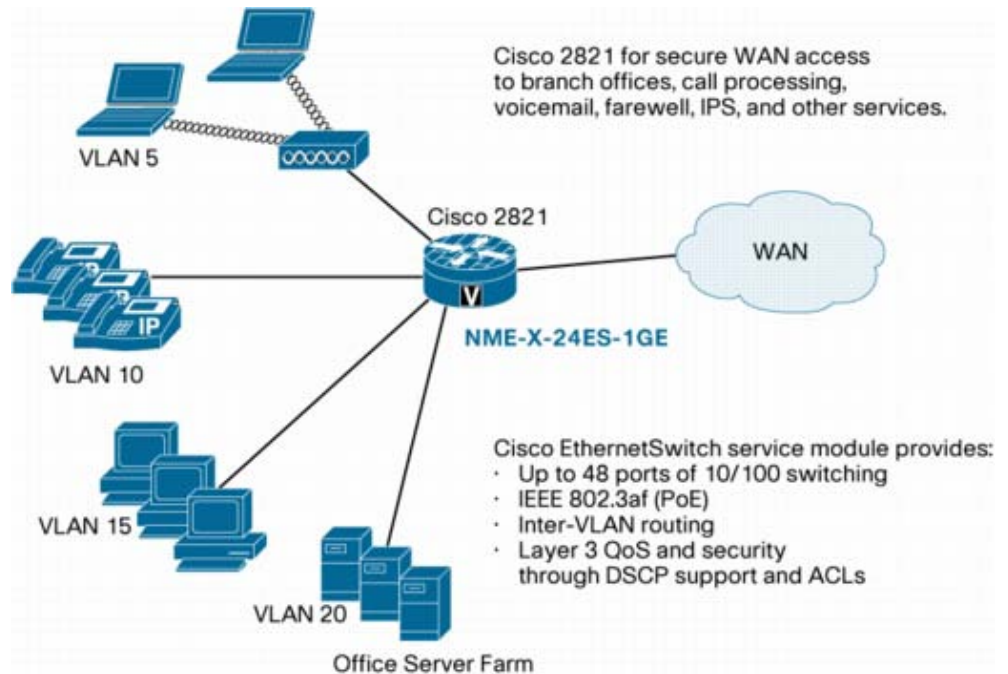 Cisco 2821 for secure WAN access
to branch offices, call processing,
voicemail, farewell, IPS, and other services.
VLAN 5
Cisco 2821
WAN
V
NME-X-24ES-1GE
IP
VLAN 10
Cisco EthernetSwitch service module provides:
· Up to 48 ports of 10/100 switching
· IEEE 802.3af (PoE)
· Inter-VLAN routing
· Layer 3 QoS and security
through DSCP support and ACLs
VLAN 15
VLAN 20
Office Server Farm